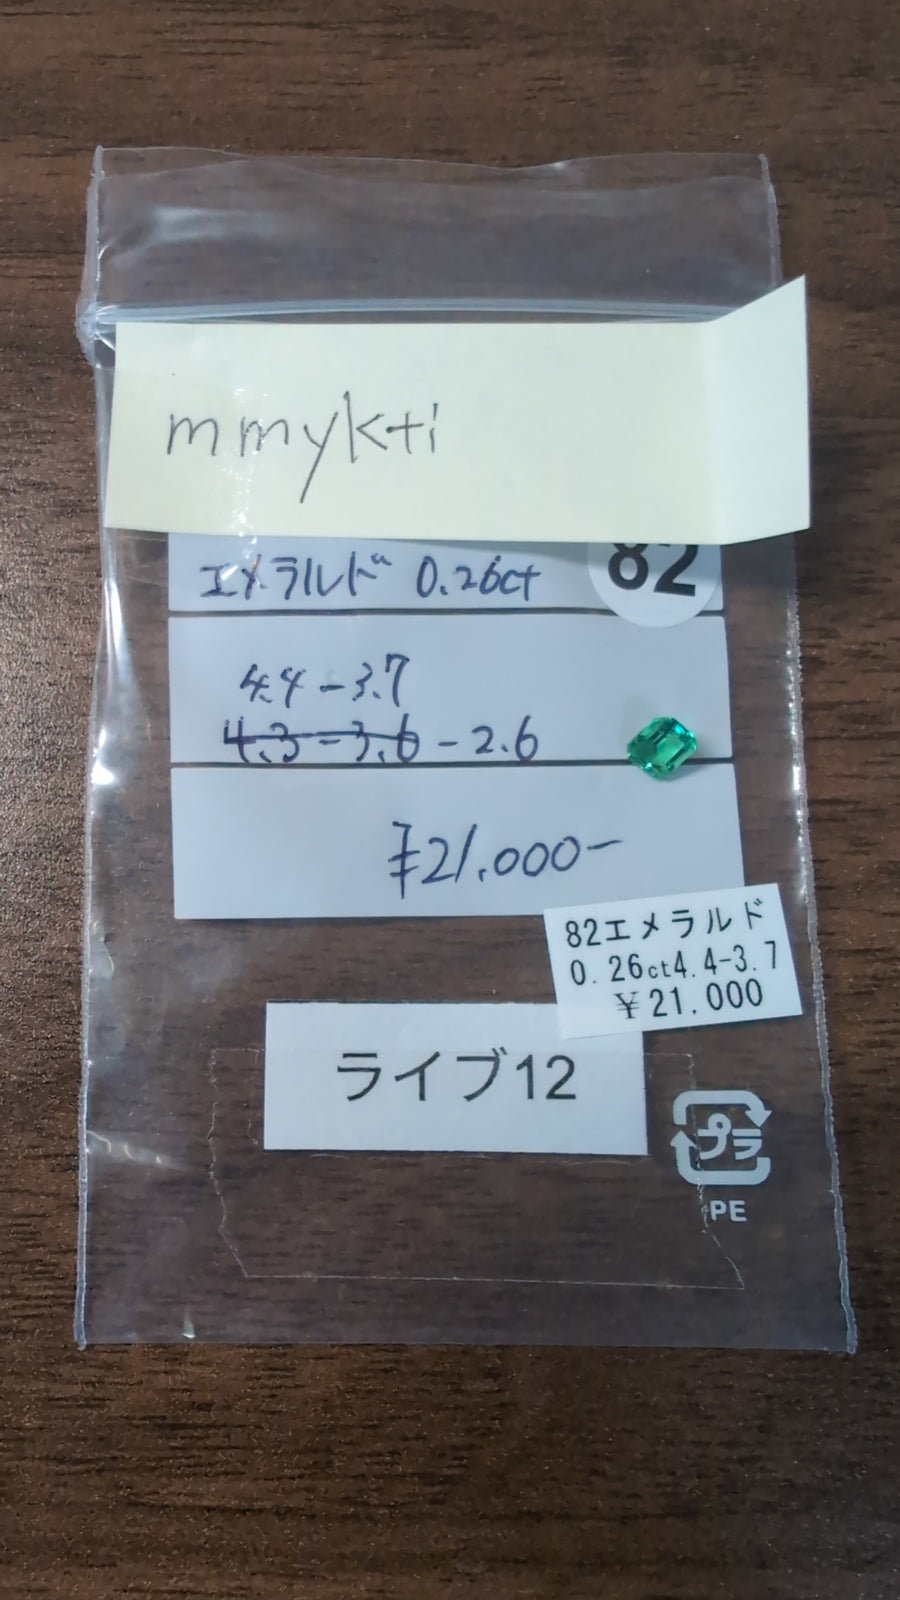 mmykti
エメラルド 0.26ct
82
4.4-3.7
4.3-3.6-2.6
¥21.000-
82エメラルド
0.26ct4.4-3.7
¥21.000
ライブ12
プラ
PE